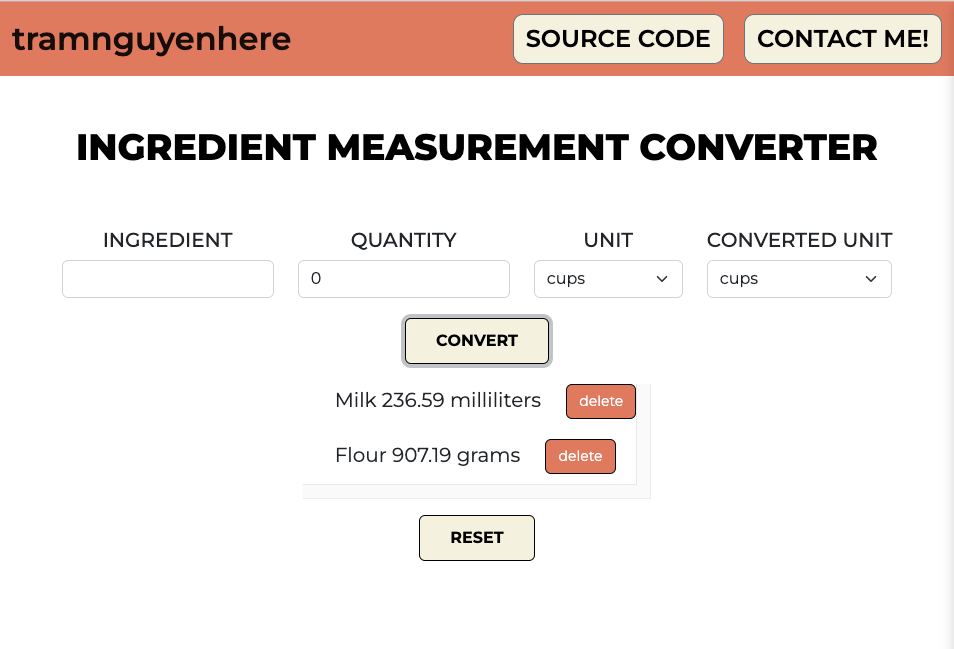 tramnguyenhere SOURCE CODE CONTACT ME!
INGREDIENT MEASUREMENT CONVERTER
INGREDIENT QUANTITY UNIT CONVERTED UNIT
0 cups cups
CONVERT
Milk 236.59 milliliters delete
Flour 907.19 grams delete
RESET